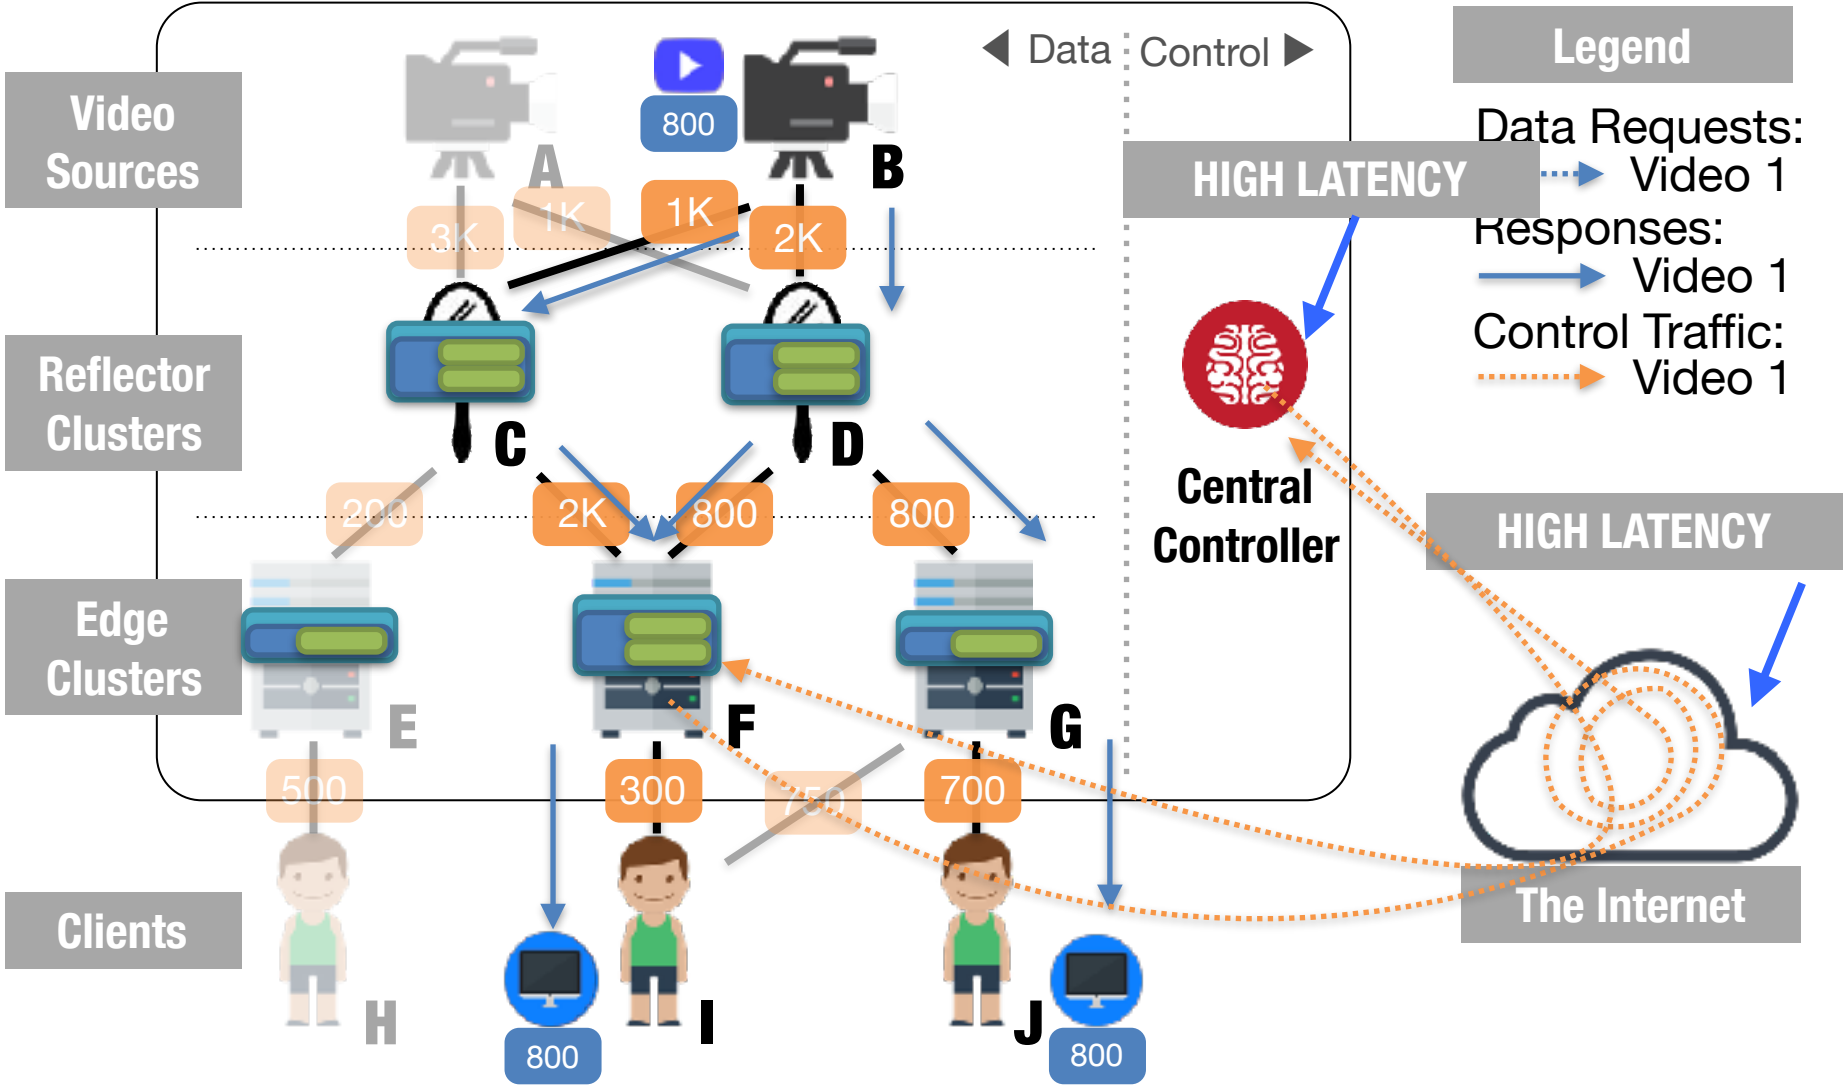 Video
Sources
Reflector
Clusters
Edge
Clusters
Clients
Data
Control
800
A
B
3K
1K
1K
2K
C
D
200
2K
800
800
E
F
G
500
300
750
700
H
I
J
800
800
HIGH LATENCY
Central
Controller
Legend
Data Requests:
Video 1
Responses:
Video 1
Control Traffic:
Video 1
HIGH LATENCY
The Internet